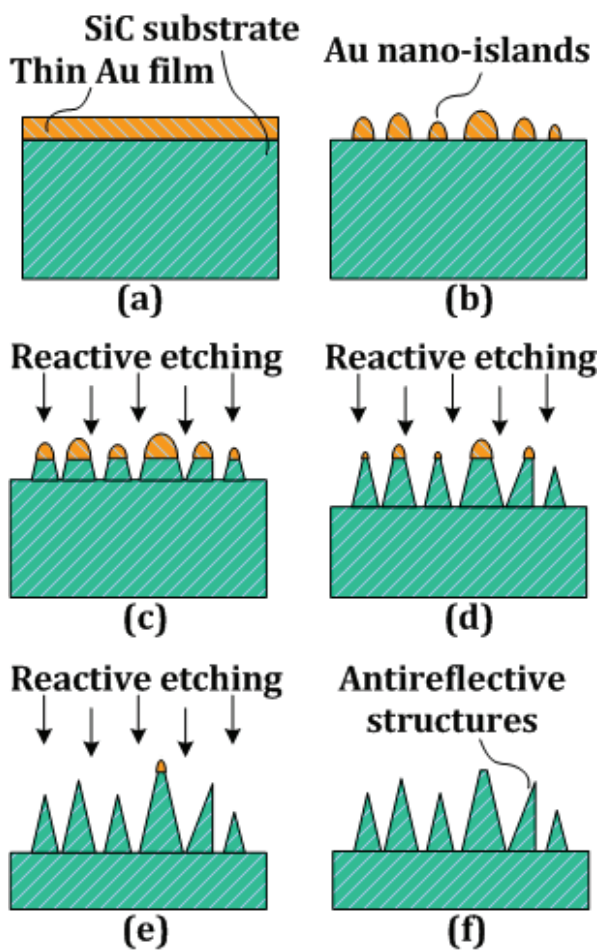 SiC substrate
Thin Au film
Au nano-islands
(a)
(b)
Reactive etching
Reactive etching
(c)
(d)
Reactive etching
Antireflective
structures
(e)
(f)